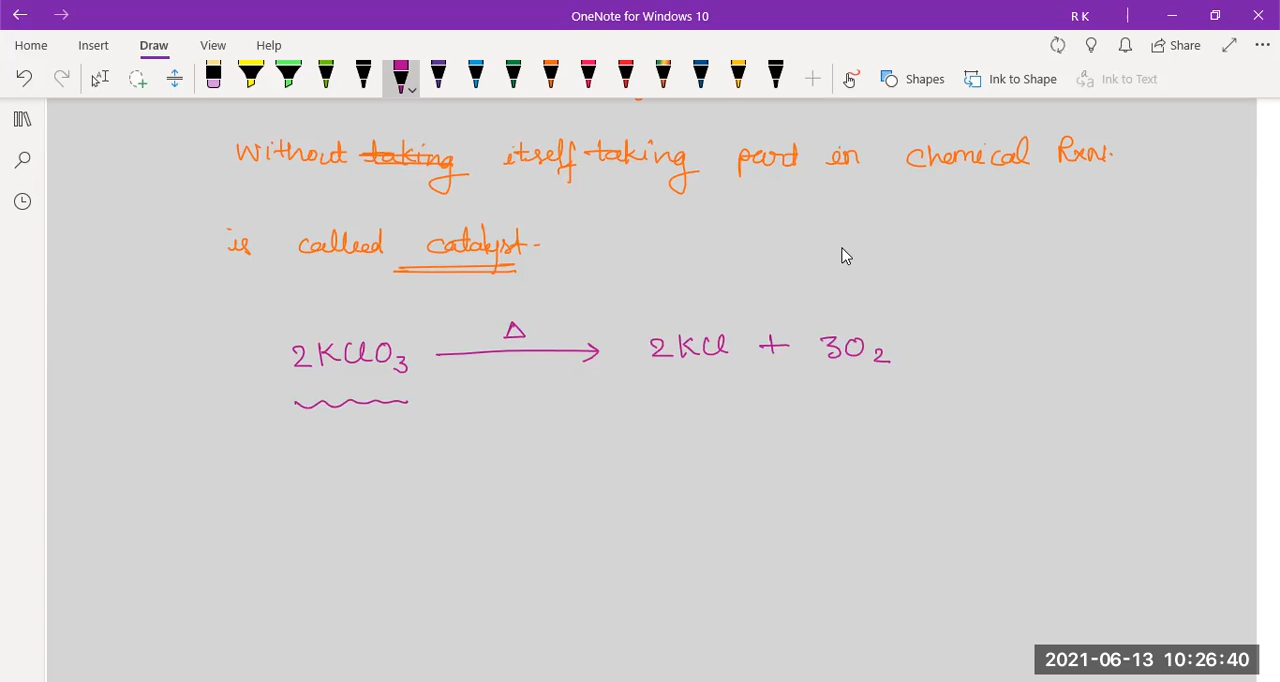 OneNote for Windows 10
R K
Home Insert Draw View Help
Share
Shapes Ink to Shape Ink to Text
without taking itself taking part in chemical Rxn.
is called catalyst
2KClO3 Δ → 2KCl + 3O2
2021-06-13 10:26:40